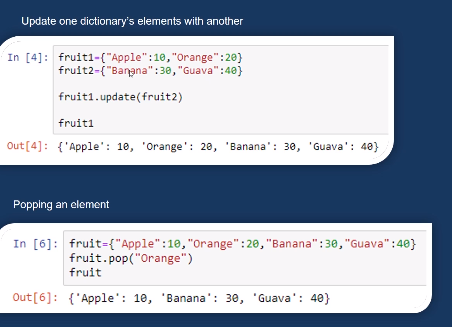 Update one dictionary's elements with another
In [4]: fruit1={"Apple":10,"Orange":20}
fruit2={"Banana":30,"Guava":40}
fruit1.update(fruit2)
fruit1
Out[4]: {'Apple': 10, 'Orange': 20, 'Banana': 30, 'Guava': 40}
Popping an element
In [6]: fruit={"Apple":10,"Orange":20,"Banana":30,"Guava":40}
fruit.pop("Orange")
fruit
Out[6]: {'Apple': 10, 'Banana': 30, 'Guava': 40}